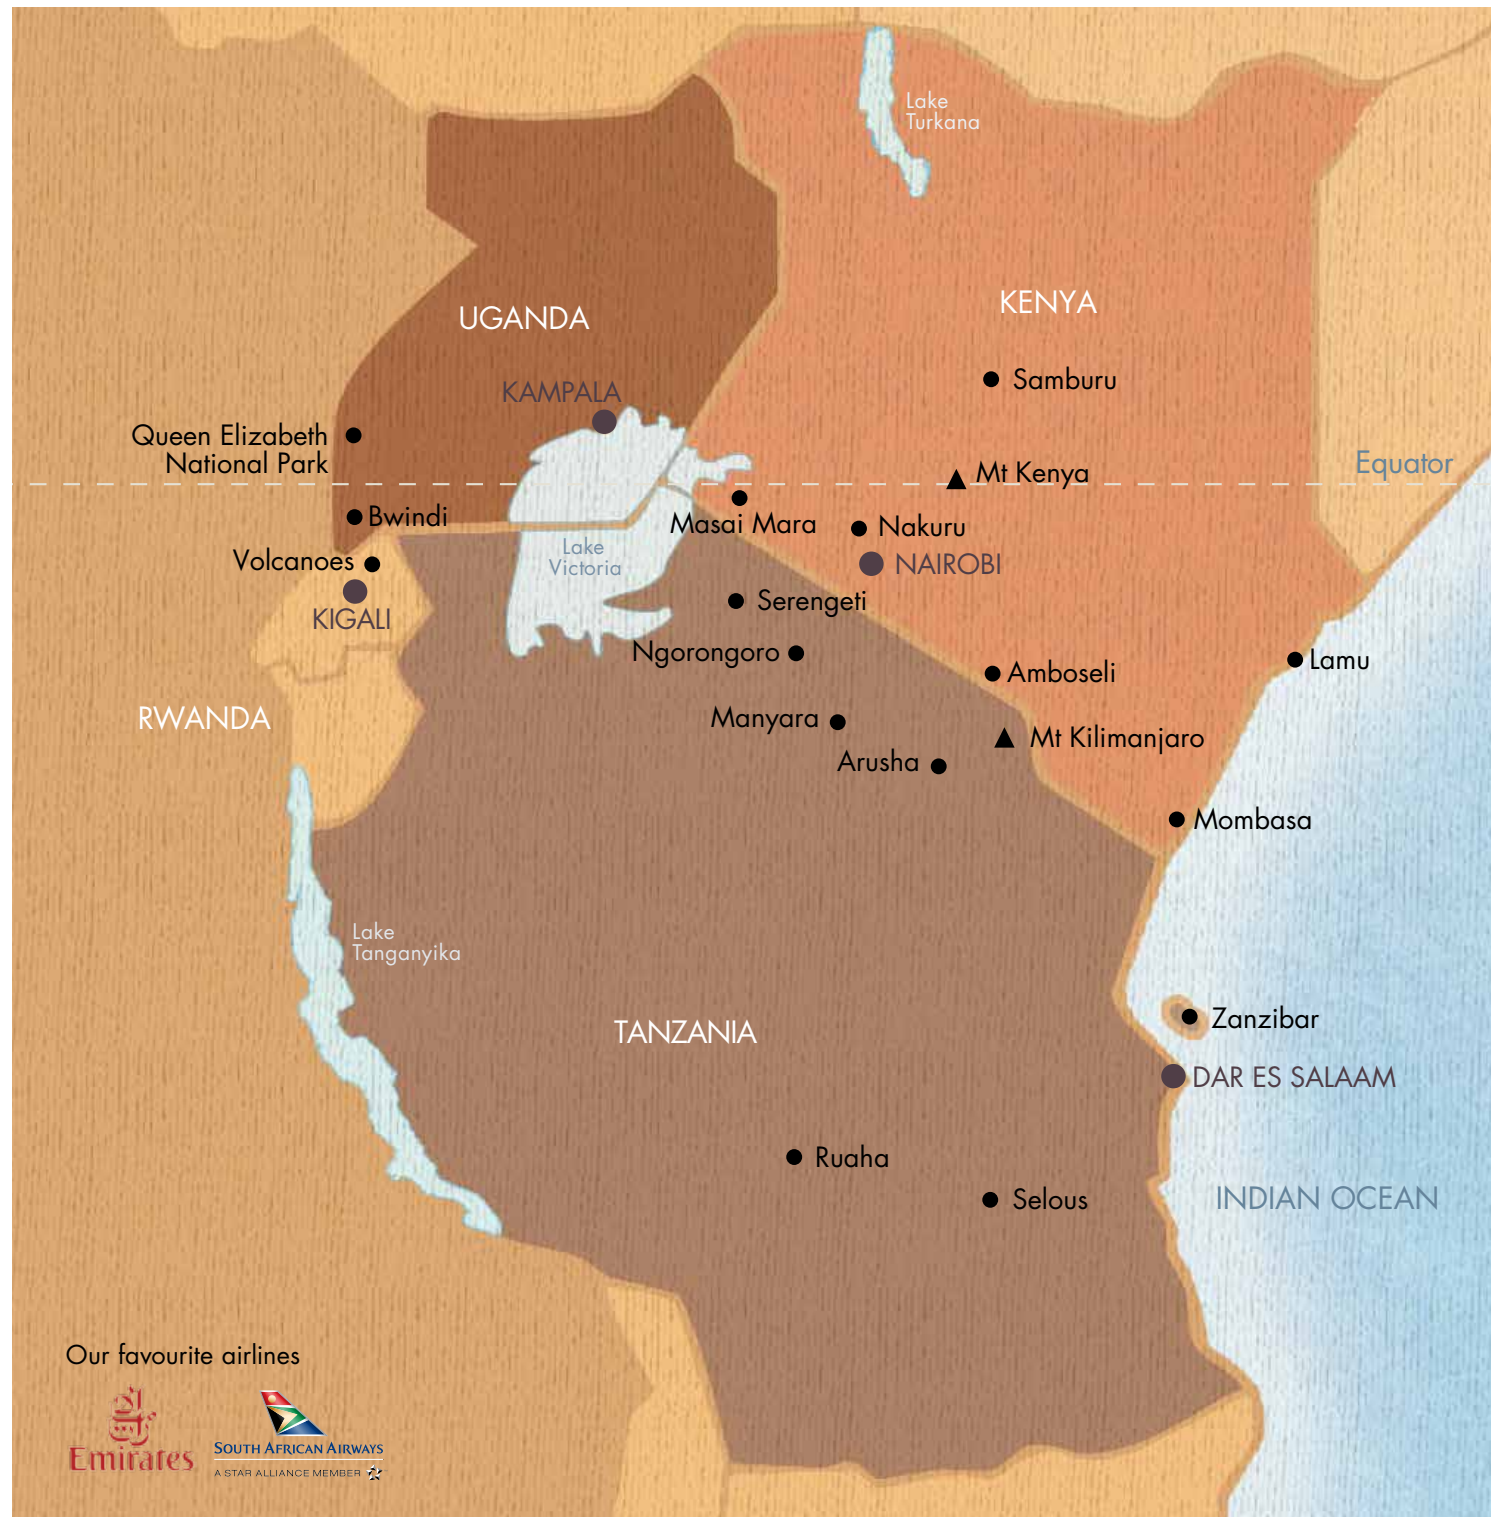 Lake
Turkana
KENYA
UGANDA
Samburu
KAMPALA
Queen Elizabeth
National Park
Equator
Mt Kenya
Bwindi
Masai Mara
Nakuru
Lake
Victoria
Volcanoes
NAIROBI
KIGALI
Serengeti
Ngorongoro
Lamu
Amboseli
RWANDA
Manyara
Mt Kilimanjaro
Arusha
Mombasa
Lake
Tanganyika
Zanzibar
TANZANIA
DAR ES SALAAM
Ruaha
Selous
INDIAN OCEAN
Our favourite airlines
Emirates
SOUTH AFRICAN AIRWAYS
A STAR ALLIANCE MEMBER